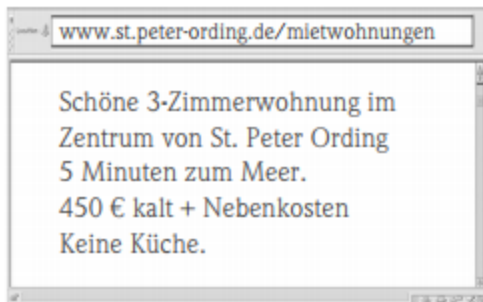 www.st.peter-ording.de/mietwohnungen
Schöne 3-Zimmerwohnung im
Zentrum von St. Peter Ording
5 Minuten zum Meer.
450 € kalt + Nebenkosten
Keine Küche.